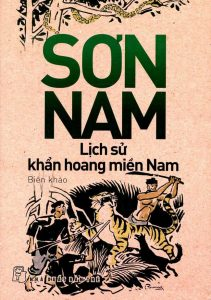 SƠN
NAM
Lịch sử
khẩn hoang miền Nam
Biên khảo